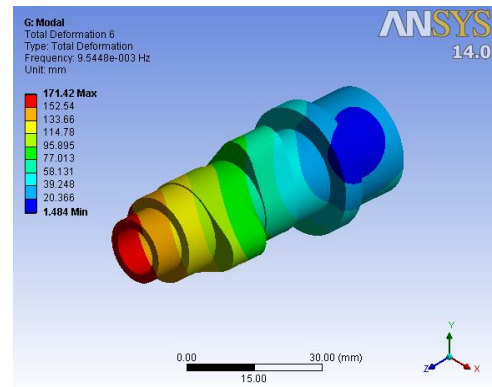 G: Modal
Total Deformation 6
Type: Total Deformation
Frequency: 9.5448e-003 Hz
Unit: mm
171.42 Max
152.54
133.66
114.78
95.895
77.013
58.131
39.248
20.366
1.484 Min
ANSYS
14.0
0.00 30.00 (mm)
15.00
Y
Z X